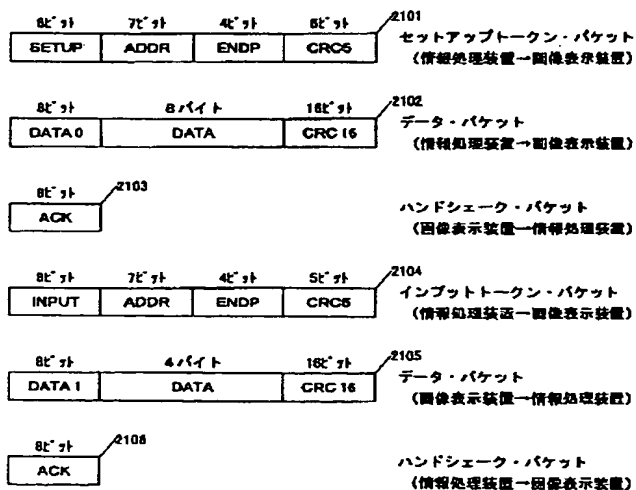 8ビット 7ビット 4ビット 5ビット 2101
SETUP ADDR ENDP CRC5 セットアップトークン・パケット
(情報処理装置→画像表示装置)
8ビット 8バイト 16ビット 2102
DATA 0 DATA CRC 16 データ・パケット
(情報処理装置→画像表示装置)
8ビット 2103
ACK ハンドシェーク・パケット
(画像表示装置→情報処理装置)
8ビット 7ビット 4ビット 5ビット 2104
INPUT ADDR ENDP CRC5 インプットトークン・パケット
(情報処理装置→画像表示装置)
8ビット 4バイト 16ビット 2105
DATA 1 DATA CRC 16 データ・パケット
(画像表示装置→情報処理装置)
8ビット 2106
ACK ハンドシェーク・パケット
(情報処理装置→画像表示装置)